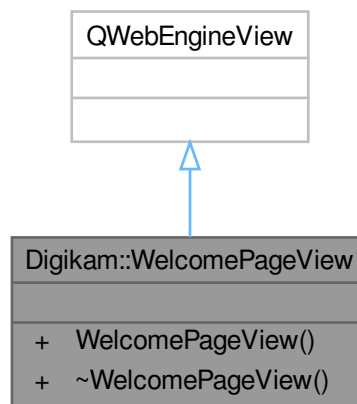 QWebEngineView
Digikam::WelcomePageView
+ WelcomePageView()
+ ~WelcomePageView()